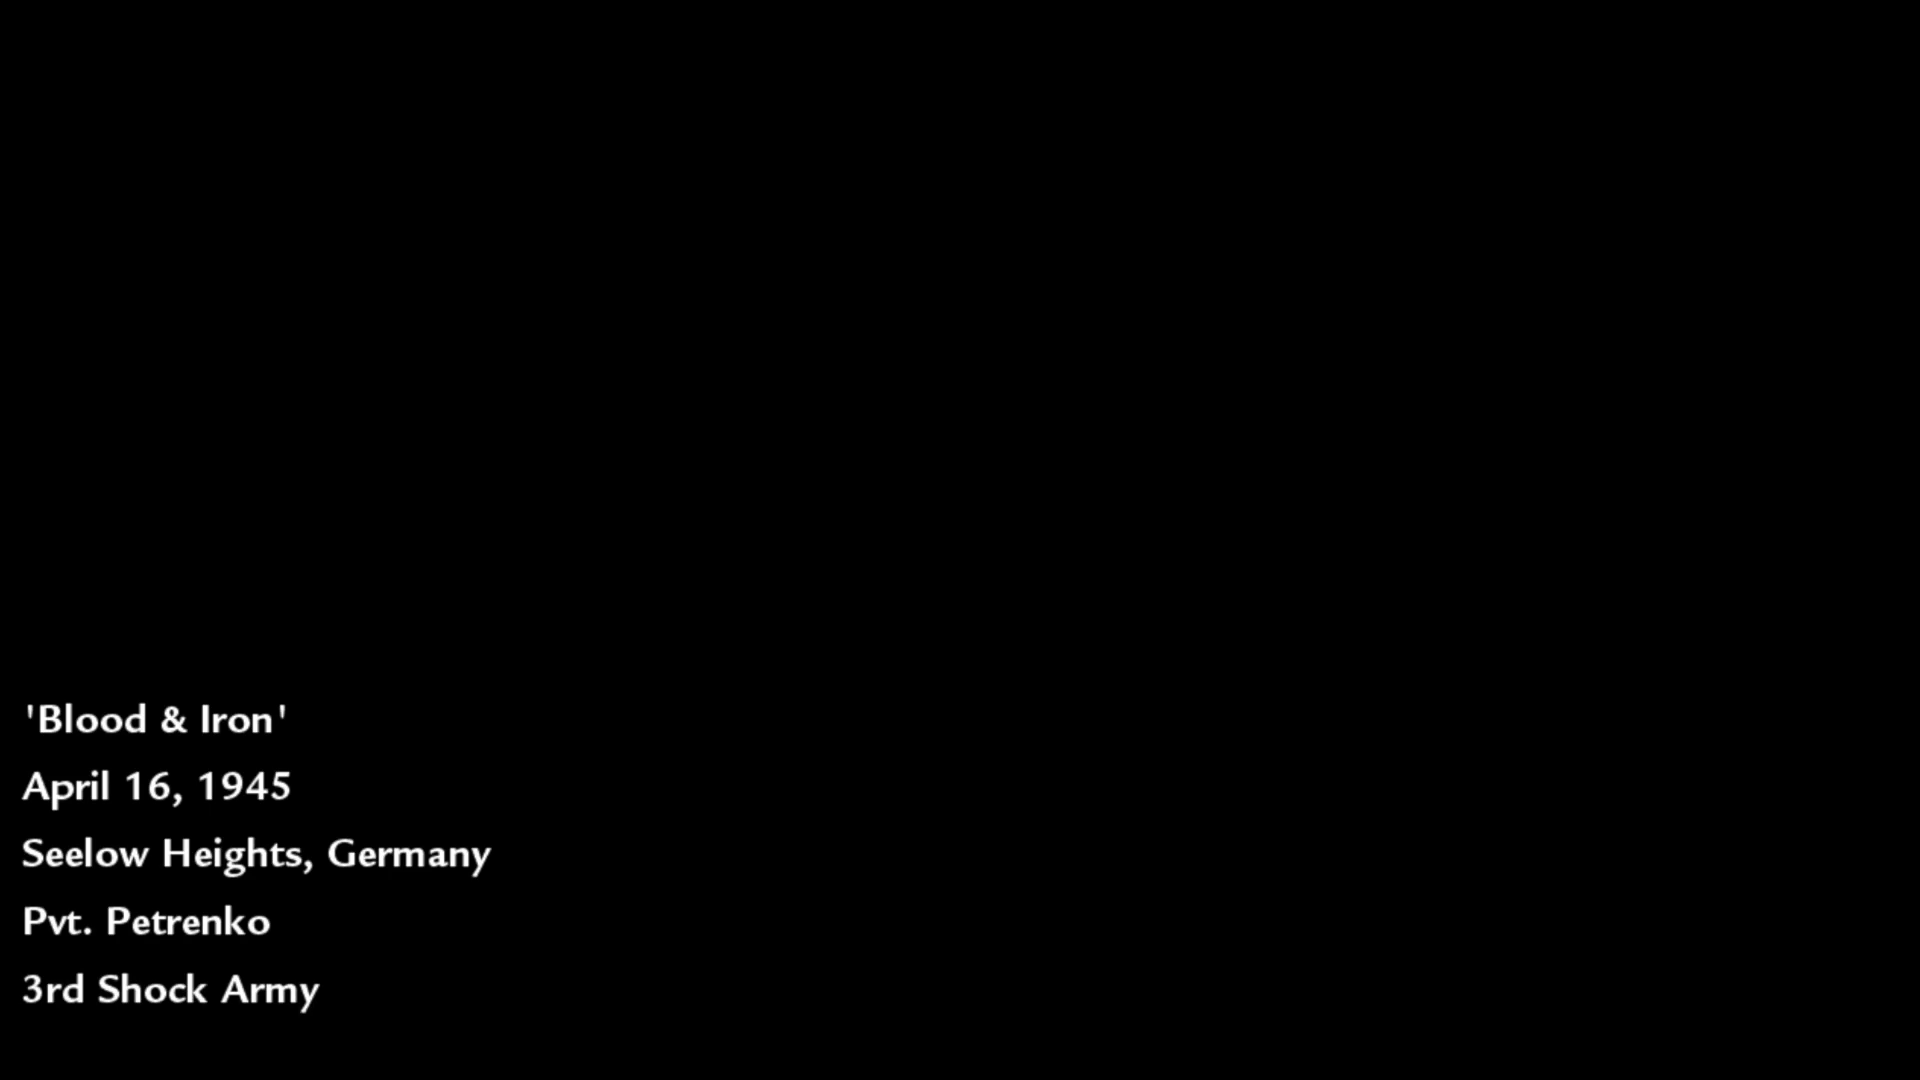 'Blood & Iron'
April 16, 1945
Seelow Heights, Germany
Pvt. Petrenko
3rd Shock Army